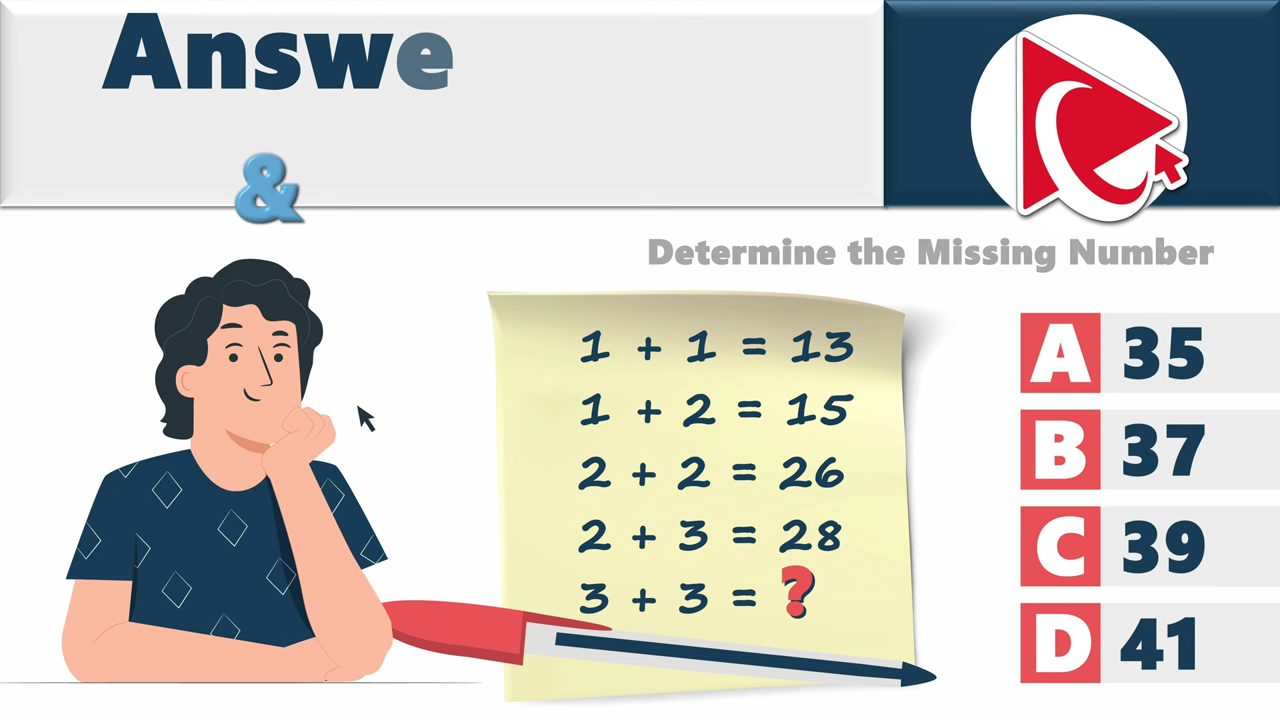 Answe
&
Determine the Missing Number
1 + 1 = 13
1 + 2 = 15
2 + 2 = 26
2 + 3 = 28
3 + 3 = ?
A 35
B 37
C 39
D 41